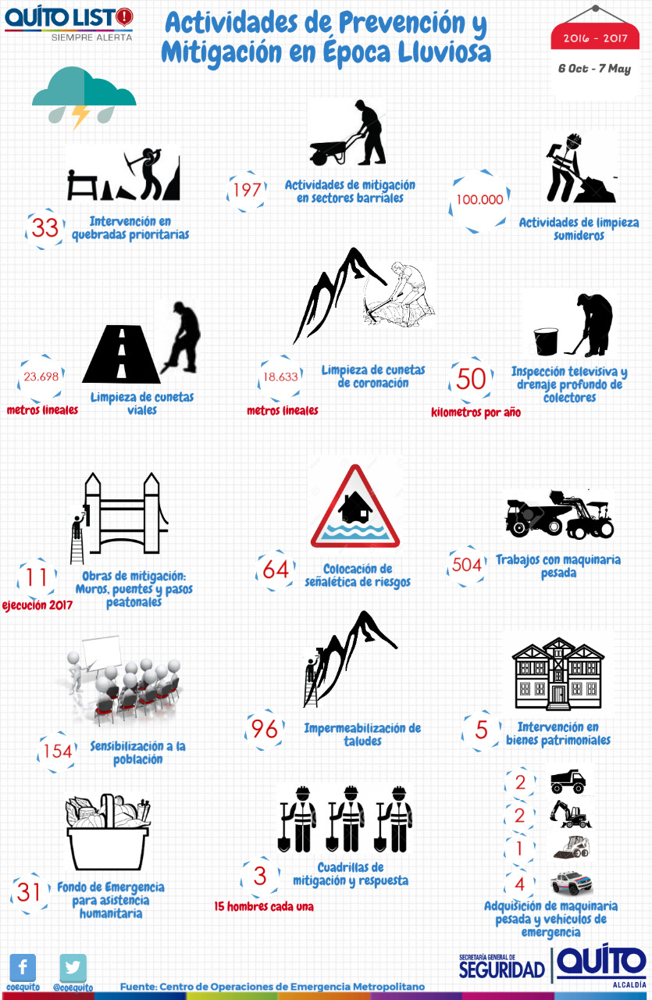 QUÍTO LISTO
SIEMPRE ALERTA
Actividades de Prevención y
Mitigación en Época Lluviosa
2016 - 2017
6 Oct - 7 May
33
Intervención en
quebradas prioritarias
197
Actividades de mitigación
en sectores barriales
100.000
Actividades de limpieza
sumideros
23.698
metros lineales
Limpieza de cunetas
viales
18.633
metros lineales
Limpieza de cunetas
de coronación
50
kilometros por año
Inspección televisiva y
drenaje profundo de
colectores
11
ejecución 2017
Obras de mitigación:
Muros, puentes y pasos
peatonales
64
Colocación de
señalética de riesgos
504
Trabajos con maquinaria
pesada
154
Sensibilización a la
población
96
Impermeabilización de
taludes
5
Intervención en
bienes patrimoniales
31
Fondo de Emergencia
para asistencia
humanitaria
3
15 hombres cada una
Cuadrillas de
mitigación y respuesta
2
2
1
4
Adquisición de maquinaria
pesada y vehículos de
emergencia
coequito
@coequito
Fuente: Centro de Operaciones de Emergencia Metropolitano
SECRETARÍA GENERAL DE
SEGURIDAD
QUÍTO
ALCALDÍA